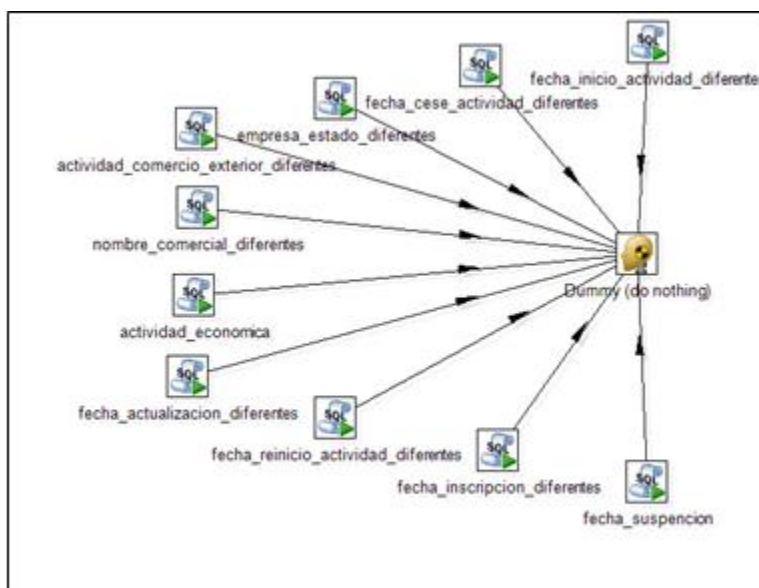 SQL
fecha_inicio_actividad_diferentes
SQL
fecha_cese_actividad_diferentes
SQL
empresa_estado_diferentes
SQL
actividad_comercio_exterior_diferentes
SQL
nombre_comercial_diferentes
Dummy (do nothing)
SQL
actividad_economica
SQL
fecha_actualizacion_diferentes
SQL
fecha_reinicio_actividad_diferentes
SQL
fecha_inscripcion_diferentes
SQL
fecha_suspencion